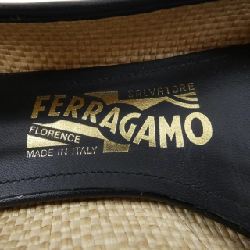 SALVATORE
FERRAGAMO
FLORENCE
MADE IN ITALY